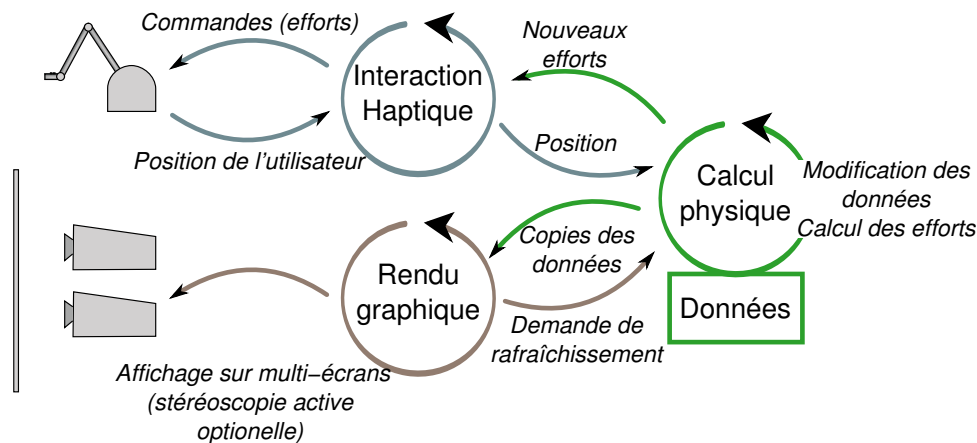 Commandes (efforts)
Interaction
Haptique
Position de l'utilisateur
Nouveaux
efforts
Position
Calcul
physique
Modification des
données
Calcul des efforts
Données
Copies des
données
Rendu
graphique
Demande de
rafraîchissement
Affichage sur multi−écrans
(stéréoscopie active
optionelle)